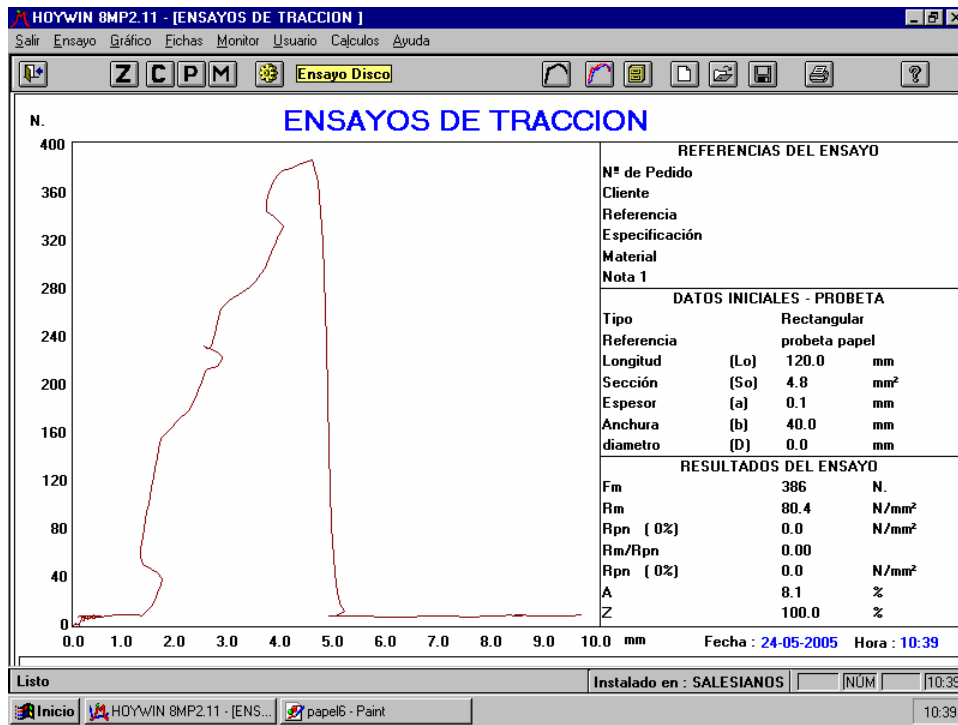 HOYWIN 8MP2.11 - [ENSAYOS DE TRACCION ]
Salir Ensayo Gráfico Fichas Monitor Usuario Calculos Ayuda
Z C P M Ensayo Disco ?
N. ENSAYOS DE TRACCION
400
360
320
280
240
200
160
120
80
40
0
0.0 1.0 2.0 3.0 4.0 5.0 6.0 7.0 8.0 9.0 10.0 mm
REFERENCIAS DEL ENSAYO
Nº de Pedido
Cliente
Referencia
Especificación
Material
Nota 1
DATOS INICIALES - PROBETA
Tipo Rectangular
Referencia probeta papel
Longitud (Lo) 120.0 mm
Sección (So) 4.8 mm²
Espesor (a) 0.1 mm
Anchura (b) 40.0 mm
diametro (D) 0.0 mm
RESULTADOS DEL ENSAYO
Fm 386 N.
Rm 80.4 N/mm²
Rpn ( 0%) 0.0 N/mm²
Rm/Rpn 0.00
Rpn ( 0%) 0.0 N/mm²
A 8.1 %
Z 100.0 %
Fecha : 24-05-2005 Hora : 10:39
Listo Instalado en : SALESIANOS NÚM 10:39
Inicio HOYWIN 8MP2.11 - [ENS... papel6 - Paint 10:39